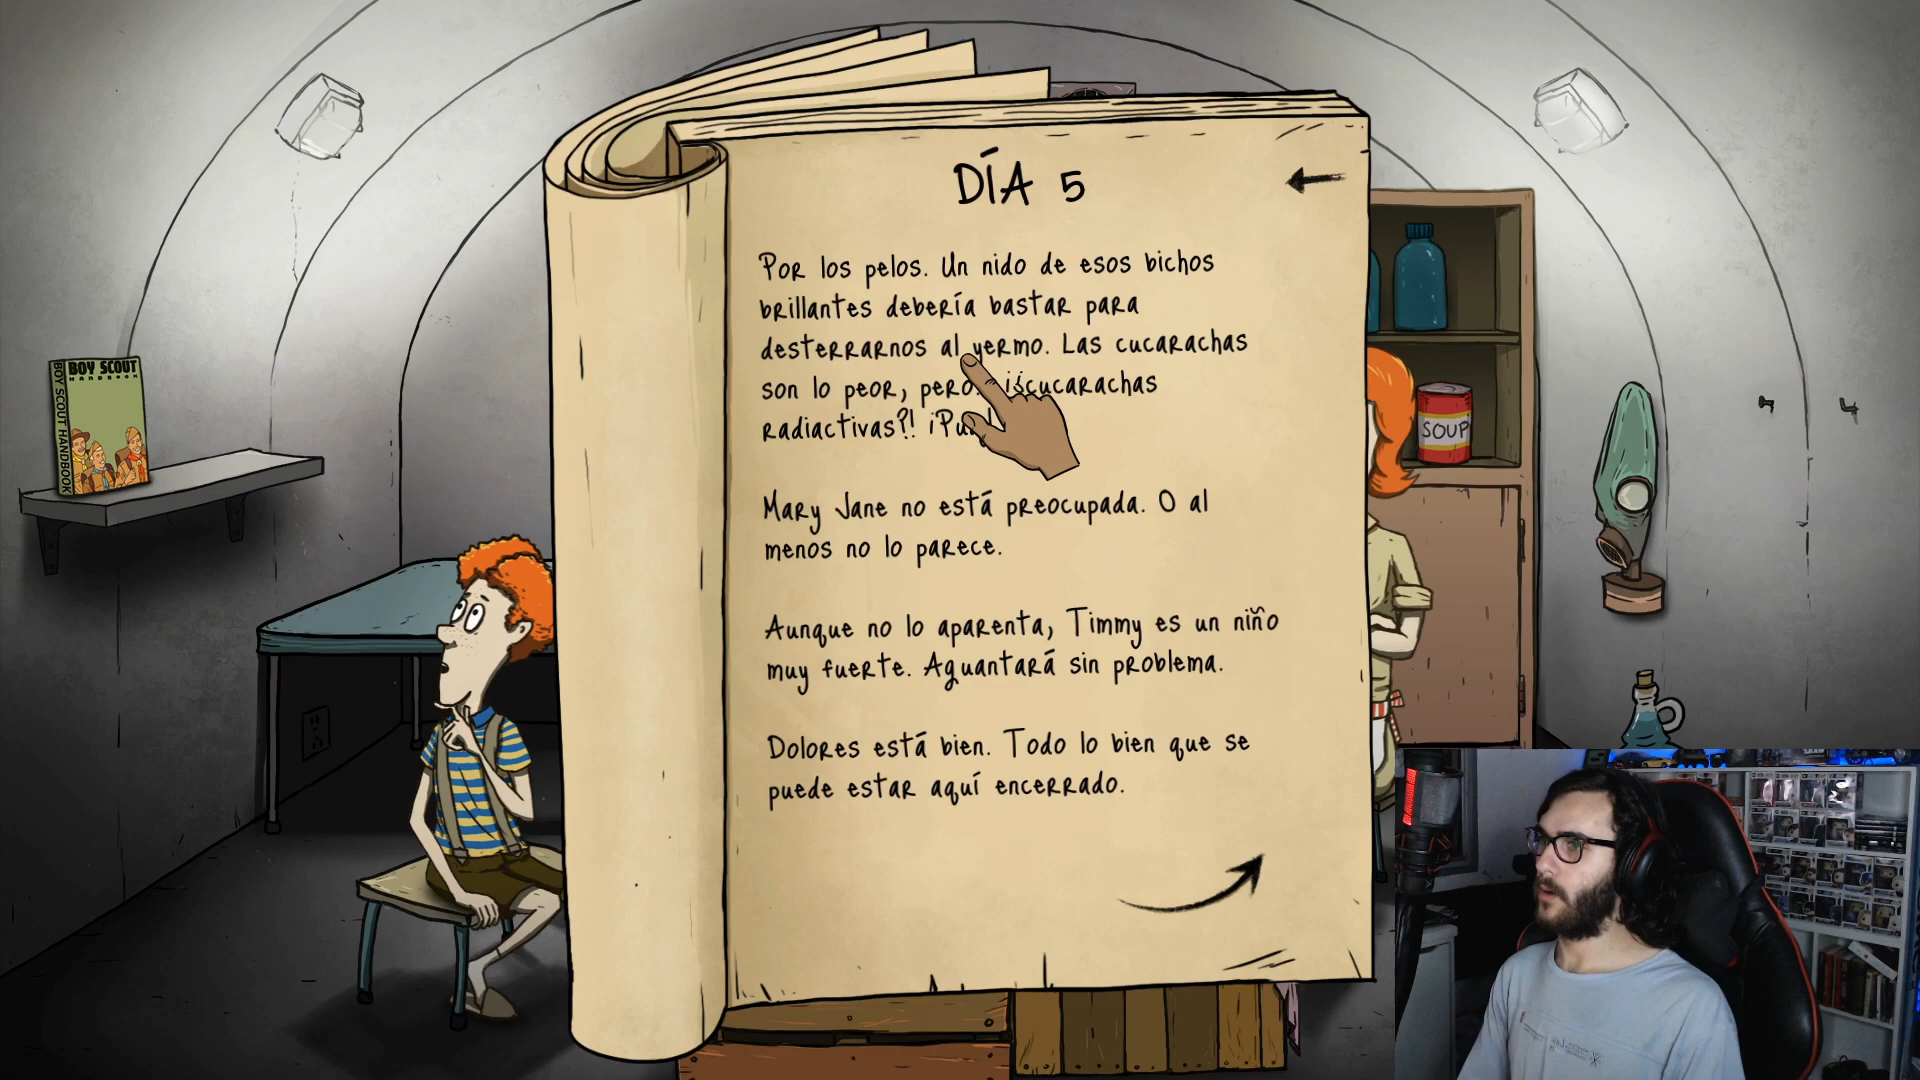 DÍA 5
Por los pelos. Un nido de esos bichos
brillantes debería bastar para
desterrarnos al yermo. Las cucarachas
son lo peor, pero ¡¿cucarachas
radiactivas?!
Mary Jane no está preocupada. O al
menos no lo parece.
Aunque no lo aparenta, Timmy es un niño
muy fuerte. Aguantará sin problema.
Dolores está bien. Todo lo bien que se
puede estar aquí encerrado.
BOY SCOUT
HANDBOOK
BOY SCOUT HANDBOOK
SOUP